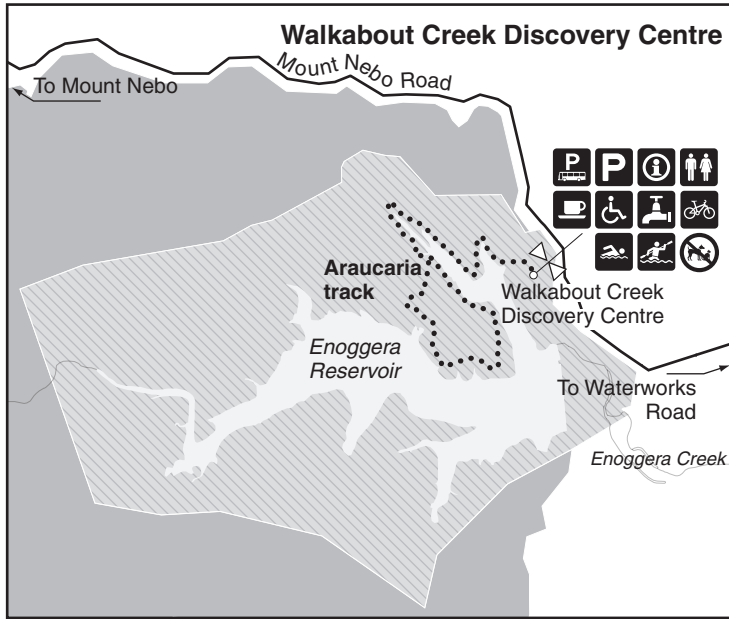 Walkabout Creek Discovery Centre
Mount Nebo Road
To Mount Nebo
P
P
i
Araucaria
track
Walkabout Creek
Discovery Centre
Enoggera
Reservoir
To Waterworks
Road
Enoggera Creek